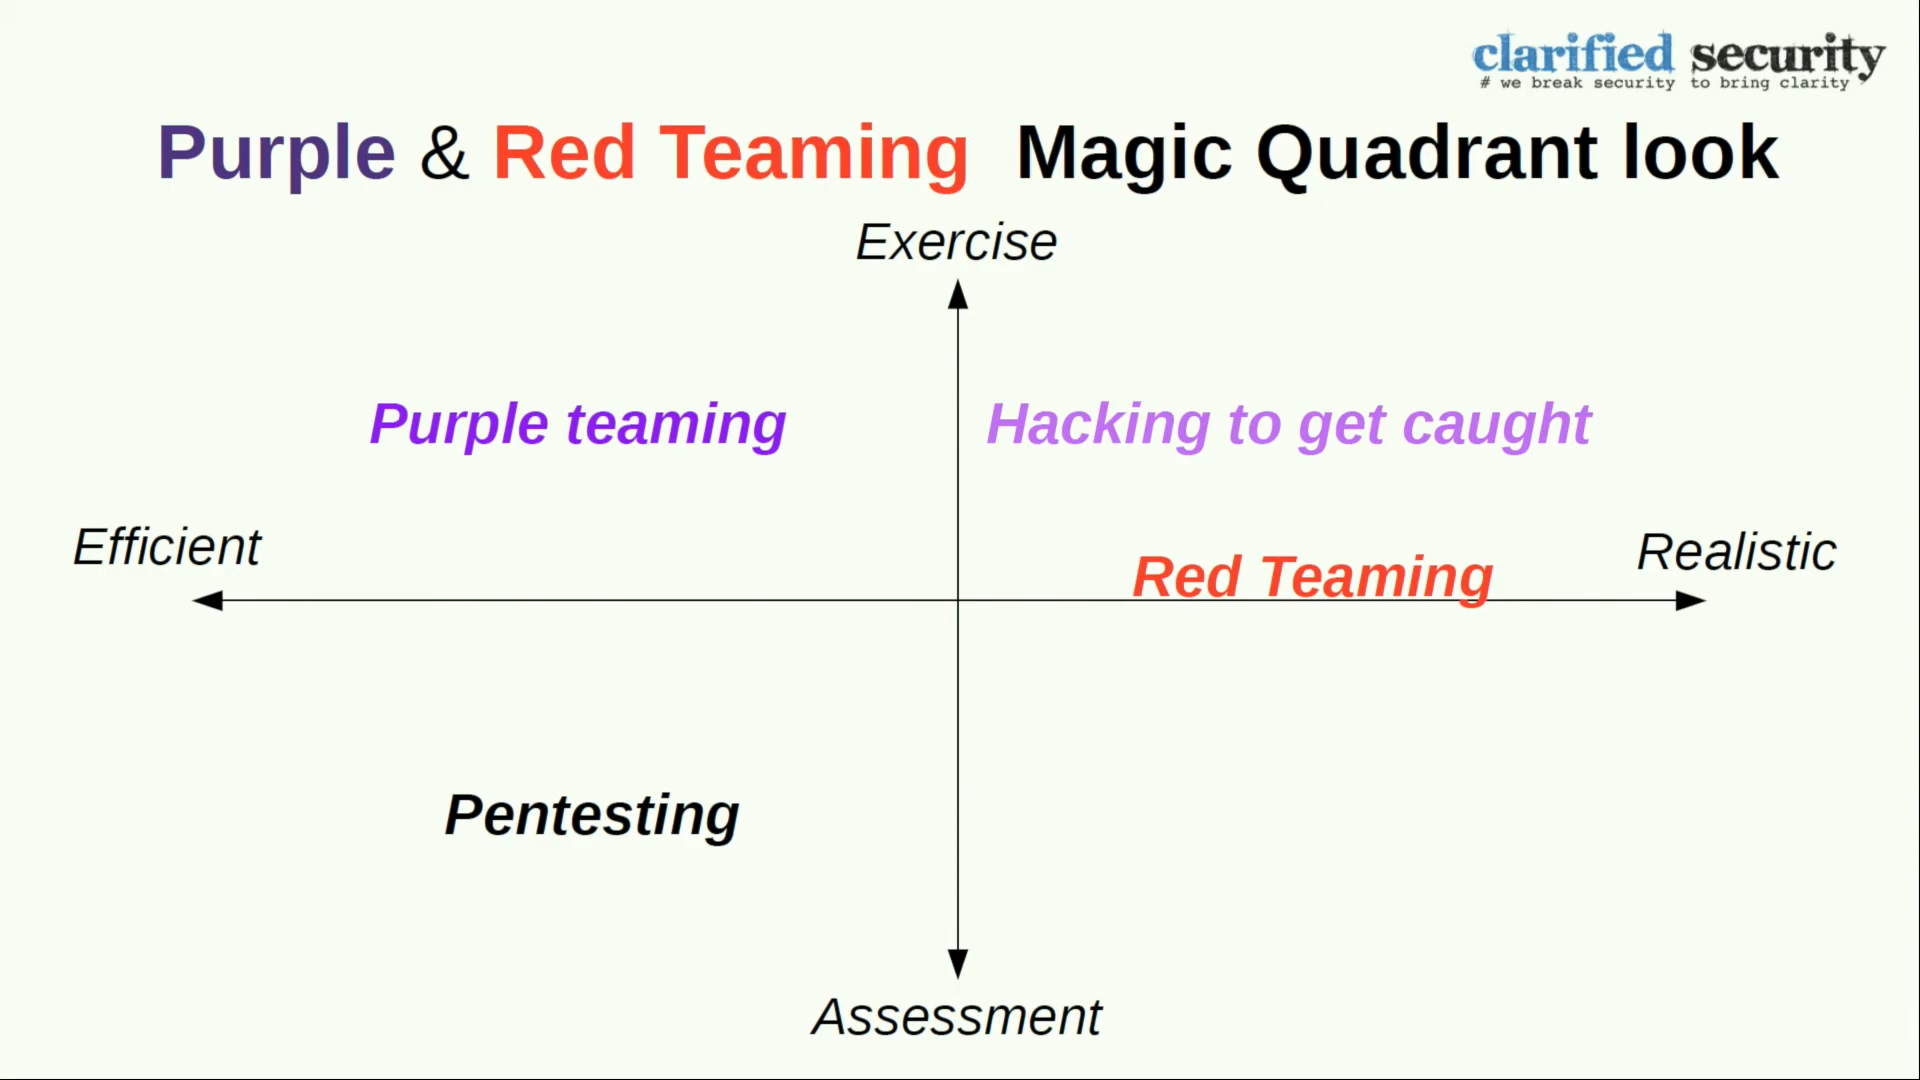 clarified security
# we break security to bring clarity
Purple & Red Teaming Magic Quadrant look
Exercise
Purple teaming
Hacking to get caught
Efficient
Realistic
Red Teaming
Pentesting
Assessment